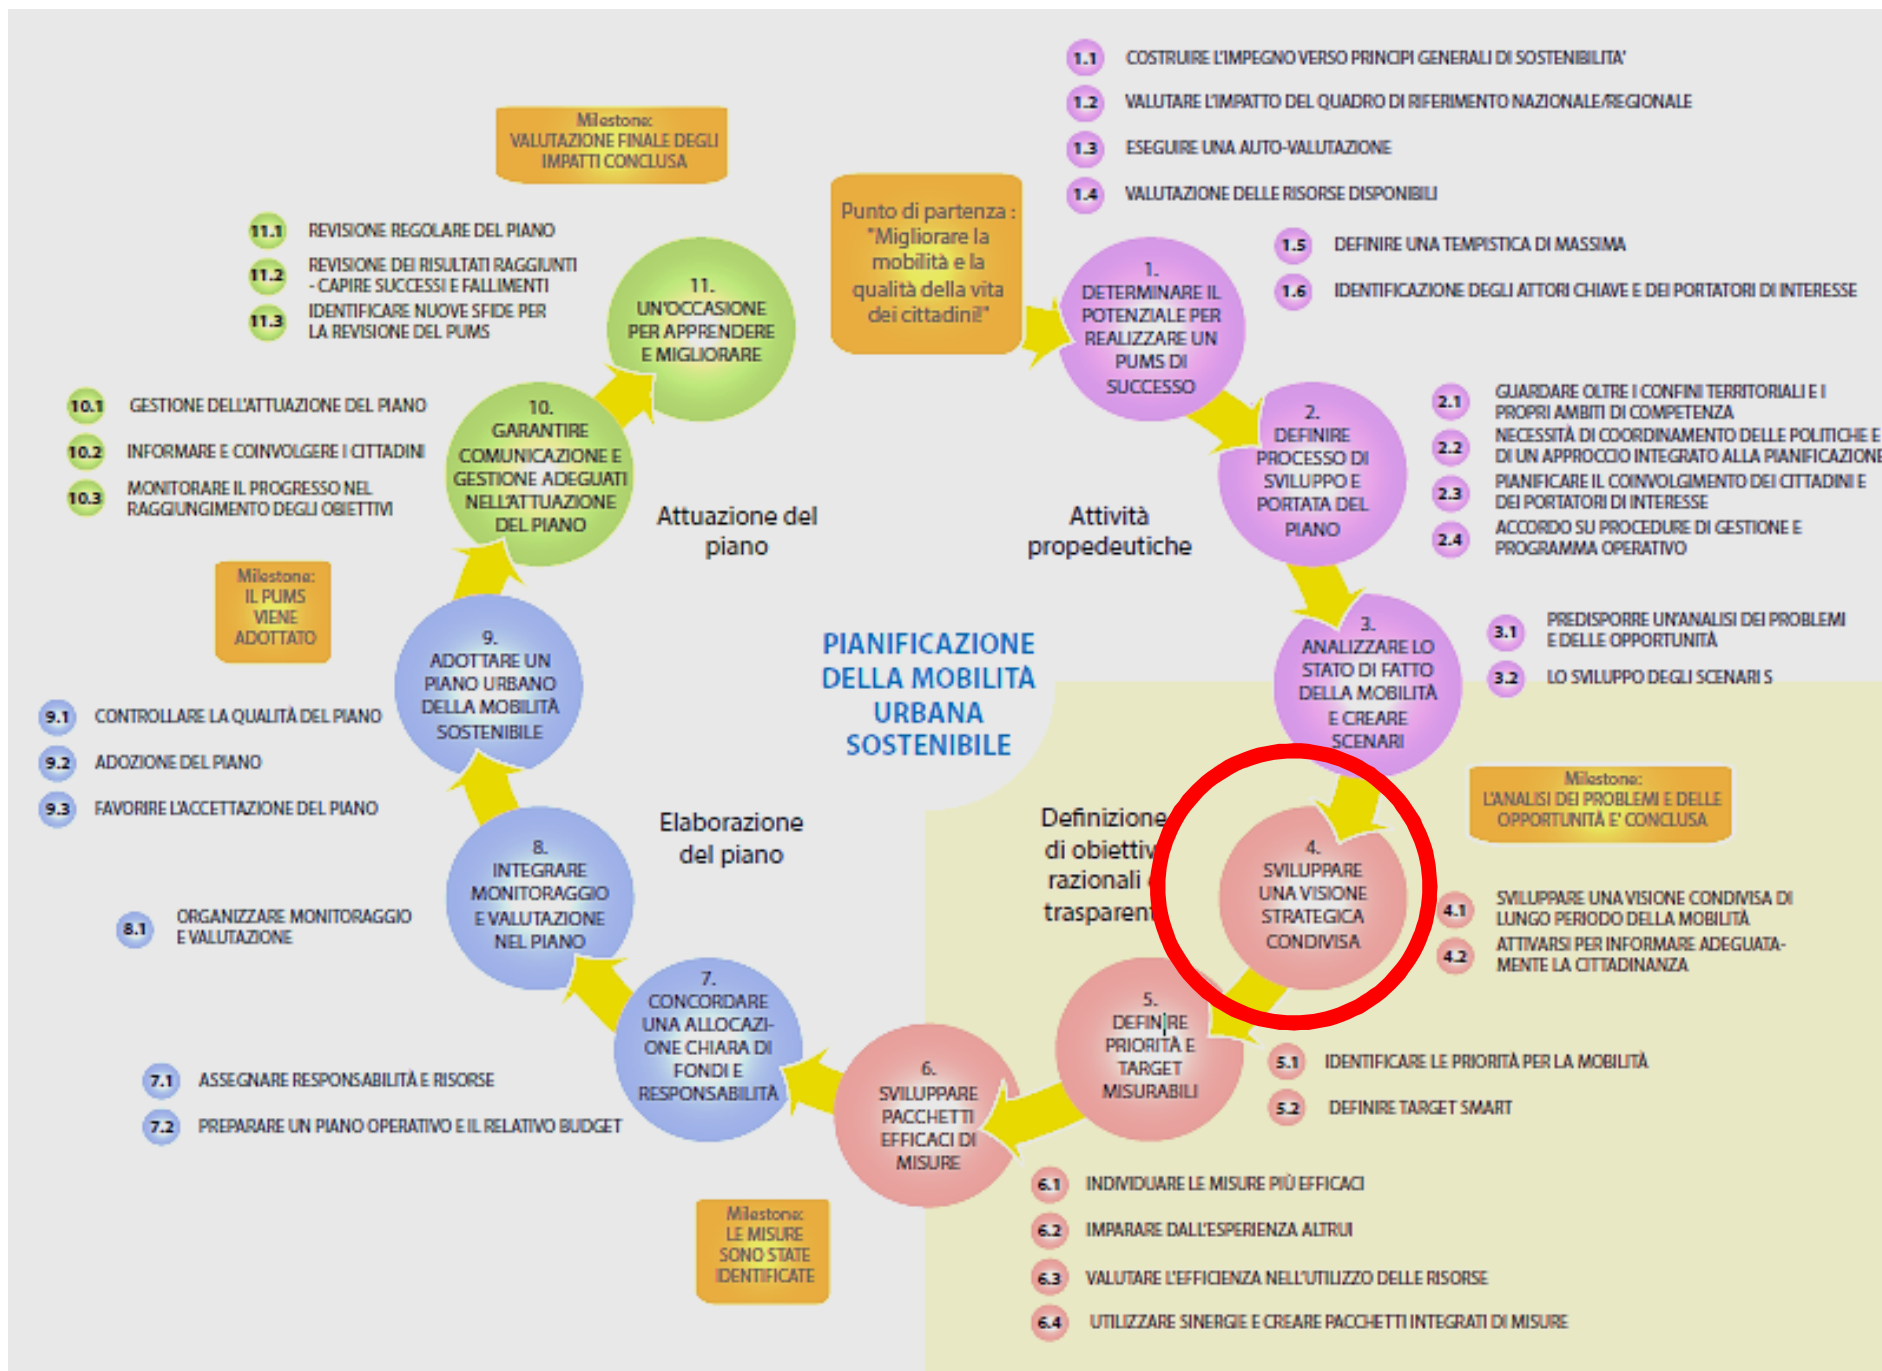 1.1 COSTRUIRE L'IMPEGNO VERSO PRINCIPI GENERALI DI SOSTENIBILITA'
1.2 VALUTARE L'IMPATTO DEL QUADRO DI RIFERIMENTO NAZIONALE/REGIONALE
1.3 ESEGUIRE UNA AUTO-VALUTAZIONE
1.4 VALUTAZIONE DELLE RISORSE DISPONIBILI
1.5 DEFINIRE UNA TEMPISTICA DI MASSIMA
1.6 IDENTIFICAZIONE DEGLI ATTORI CHIAVE E DEI PORTATORI DI INTERESSE
Punto di partenza :
"Migliorare la
mobilità e la
qualità della vita
dei cittadini!"
1.
DETERMINARE IL
POTENZIALE PER
REALIZZARE UN
PUMS DI
SUCCESSO
2.
DEFINIRE
PROCESSO DI
SVILUPPO E
PORTATA DEL
PIANO
2.1 GUARDARE OLTRE I CONFINI TERRITORIALI E I
PROPRI AMBITI DI COMPETENZA
2.2 NECESSITÀ DI COORDINAMENTO DELLE POLITICHE E
DI UN APPROCCIO INTEGRATO ALLA PIANIFICAZIONE
2.3 PIANIFICARE IL COINVOLGIMENTO DEI CITTADINI E
DEI PORTATORI DI INTERESSE
2.4 ACCORDO SU PROCEDURE DI GESTIONE E
PROGRAMMA OPERATIVO
Attività
propedeutiche
3.
ANALIZZARE LO
STATO DI FATTO
DELLA MOBILITÀ
E CREARE
SCENARI
3.1 PREDISPORRE UN'ANALISI DEI PROBLEMI
E DELLE OPPORTUNITÀ
3.2 LO SVILUPPO DEGLI SCENARI S
Milestone:
L'ANALISI DEI PROBLEMI E DELLE
OPPORTUNITÀ E' CONCLUSA
PIANIFICAZIONE
DELLA MOBILITÀ
URBANA
SOSTENIBILE
Definizione
di obiettiv
razionali
trasparent
4.
SVILUPPARE
UNA VISIONE
STRATEGICA
CONDIVISA
4.1 SVILUPPARE UNA VISIONE CONDIVISA DI
LUNGO PERIODO DELLA MOBILITÀ
4.2 ATTIVARSI PER INFORMARE ADEGUATA-
MENTE LA CITTADINANZA
5.
DEFINIRE
PRIORITÀ E
TARGET
MISURABILI
5.1 IDENTIFICARE LE PRIORITÀ PER LA MOBILITÀ
5.2 DEFINIRE TARGET SMART
6.
SVILUPPARE
PACCHETTI
EFFICACI DI
MISURE
6.1 INDIVIDUARE LE MISURE PIÙ EFFICACI
6.2 IMPARARE DALL'ESPERIENZA ALTRUI
6.3 VALUTARE L'EFFICIENZA NELL'UTILIZZO DELLE RISORSE
6.4 UTILIZZARE SINERGIE E CREARE PACCHETTI INTEGRATI DI MISURE
Milestone:
LE MISURE
SONO STATE
IDENTIFICATE
7.
CONCORDARE
UNA ALLOCAZI-
ONE CHIARA DI
FONDI E
RESPONSABILITÀ
7.1 ASSEGNARE RESPONSABILITÀ E RISORSE
7.2 PREPARARE UN PIANO OPERATIVO E IL RELATIVO BUDGET
Elaborazione
del piano
8.
INTEGRARE
MONITORAGGIO
E VALUTAZIONE
NEL PIANO
8.1 ORGANIZZARE MONITORAGGIO
E VALUTAZIONE
9.
ADOTTARE UN
PIANO URBANO
DELLA MOBILITÀ
SOSTENIBILE
9.1 CONTROLLARE LA QUALITÀ DEL PIANO
9.2 ADOZIONE DEL PIANO
9.3 FAVORIRE L'ACCETTAZIONE DEL PIANO
Milestone:
IL PUMS
VIENE
ADOTTATO
Attuazione del
piano
10.
GARANTIRE
COMUNICAZIONE E
GESTIONE ADEGUATI
NELL'ATTUAZIONE
DEL PIANO
10.1 GESTIONE DELL'ATTUAZIONE DEL PIANO
10.2 INFORMARE E COINVOLGERE I CITTADINI
10.3 MONITORARE IL PROGRESSO NEL
RAGGIUNGIMENTO DEGLI OBIETTIVI
11.
UN'OCCASIONE
PER APPRENDERE
E MIGLIORARE
11.1 REVISIONE REGOLARE DEL PIANO
11.2 REVISIONE DEI RISULTATI RAGGIUNTI
- CAPIRE SUCCESSI E FALLIMENTI
11.3 IDENTIFICARE NUOVE SFIDE PER
LA REVISIONE DEL PUMS
Milestone:
VALUTAZIONE FINALE DEGLI
IMPATTI CONCLUSA